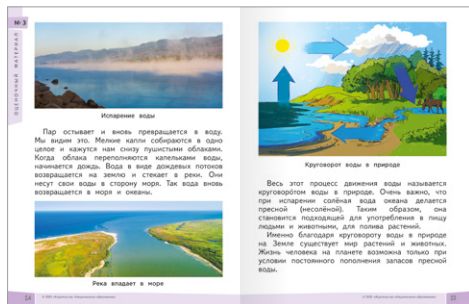 № 3
ОЦЕНОЧНЫЙ МАТЕРИАЛ
Испарение воды
Пар остывает и вновь превращается в воду.
Мы видим это. Мелкие капли собираются в одно
целое и кажутся нам снизу пушистыми облаками.
Когда облака переполняются капельками воды,
начинается дождь. Вода в виде дождевых потоков
возвращается на землю и стекает в реки. Они
несут свои воды в сторону моря. Так вода вновь
возвращается в моря и океаны.
Река впадает в море
14
Круговорот воды в природе
Весь этот процесс движения воды называется
круговоро́том воды в природе. Очень важно, что
при испарении солёная вода океана делается
пресной (несолёной). Таким образом, она
становится подходящей для употребления в пищу
людьми и животными, для полива растений.
Именно благодаря круговороту воды в природе
на Земле существует мир растений и животных.
Жизнь человека на планете возможна только при
условии постоянного пополнения запасов пресной
воды.